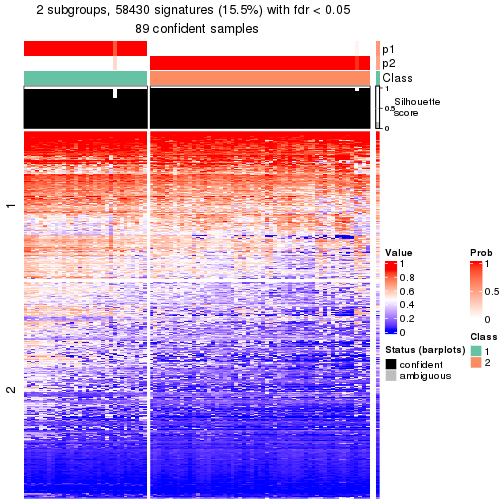 2 subgroups, 58430 signatures (15.5%) with fdr < 0.05
89 confident samples
p1
p2
Class
1
0.5
0
Silhouette
score
1
2
Value
1
0.8
0.6
0.4
0.2
0
Prob
1
0.5
0
Status (barplots)
confident
ambiguous
Class
1
2